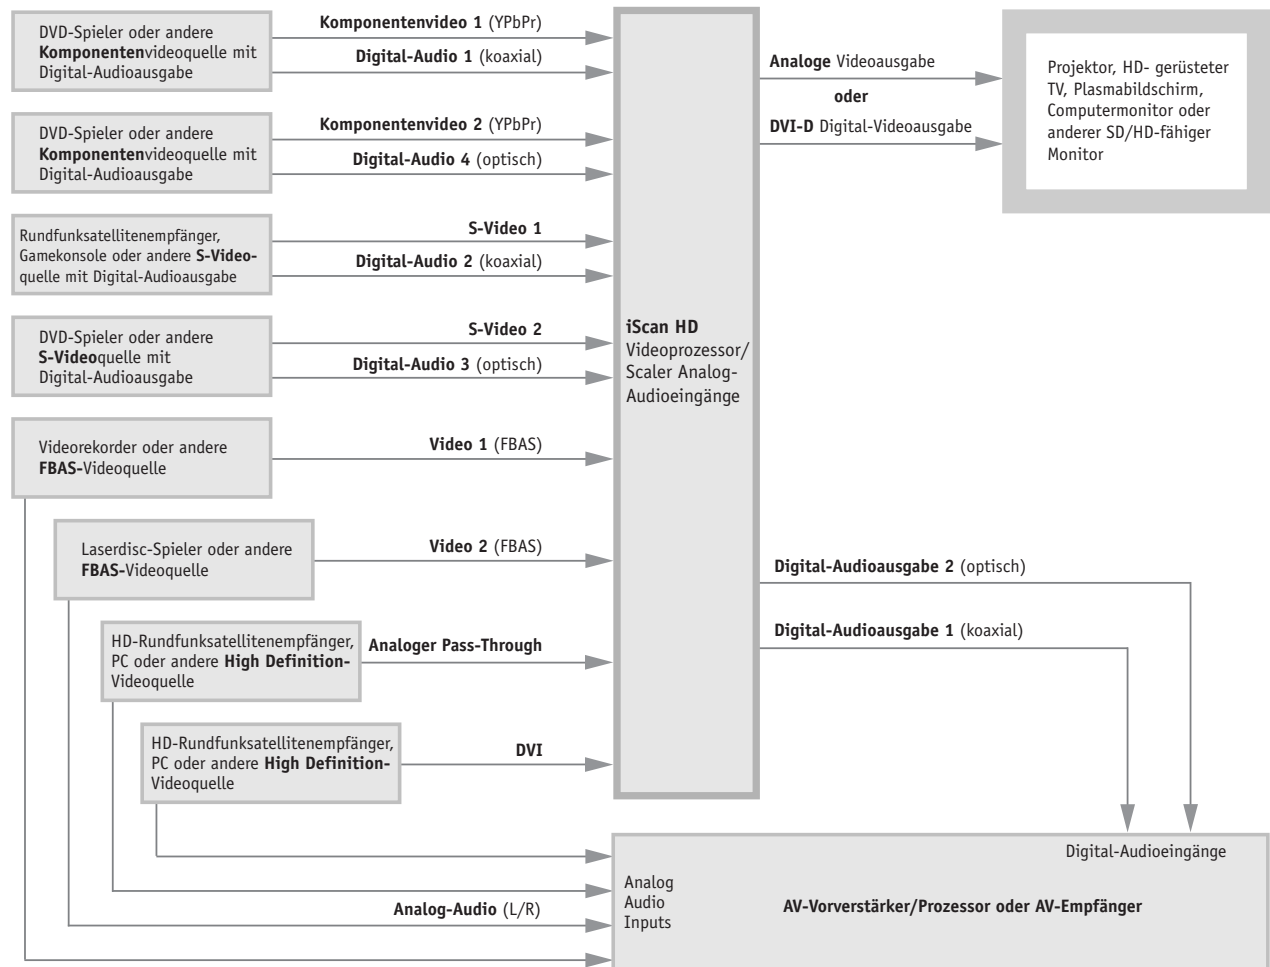 DVD-Spieler oder andere
Komponentenvideoquelle mit
Digital-Audioausgabe
Komponentenvideo 1 (YPbPr)
Digital-Audio 1 (koaxial)
DVD-Spieler oder andere
Komponentenvideoquelle mit
Digital-Audioausgabe
Komponentenvideo 2 (YPbPr)
Digital-Audio 4 (optisch)
Rundfunksatellitenempfänger,
Gamekonsole oder andere S-Video-
quelle mit Digital-Audioausgabe
S-Video 1
Digital-Audio 2 (koaxial)
DVD-Spieler oder andere
S-Videoquelle mit
Digital-Audioausgabe
S-Video 2
Digital-Audio 3 (optisch)
Videorekorder oder andere
FBAS-Videoquelle
Video 1 (FBAS)
Laserdisc-Spieler oder andere
FBAS-Videoquelle
Video 2 (FBAS)
HD-Rundfunksatellitenempfänger,
PC oder andere High Definition-
Videoquelle
Analoger Pass-Through
HD-Rundfunksatellitenempfänger,
PC oder andere High Definition-
Videoquelle
DVI
iScan HD
Videoprozessor/
Scaler Analog-
Audioeingänge
Analoge Videoausgabe
oder
DVI-D Digital-Videoausgabe
Projektor, HD- gerüsteter
TV, Plasmabildschirm,
Computermonitor oder
anderer SD/HD-fähiger
Monitor
Digital-Audioausgabe 2 (optisch)
Digital-Audioausgabe 1 (koaxial)
Digital-Audioeingänge
Analog-Audio (L/R)
Analog
Audio
Inputs
AV-Vorverstärker/Prozessor oder AV-Empfänger